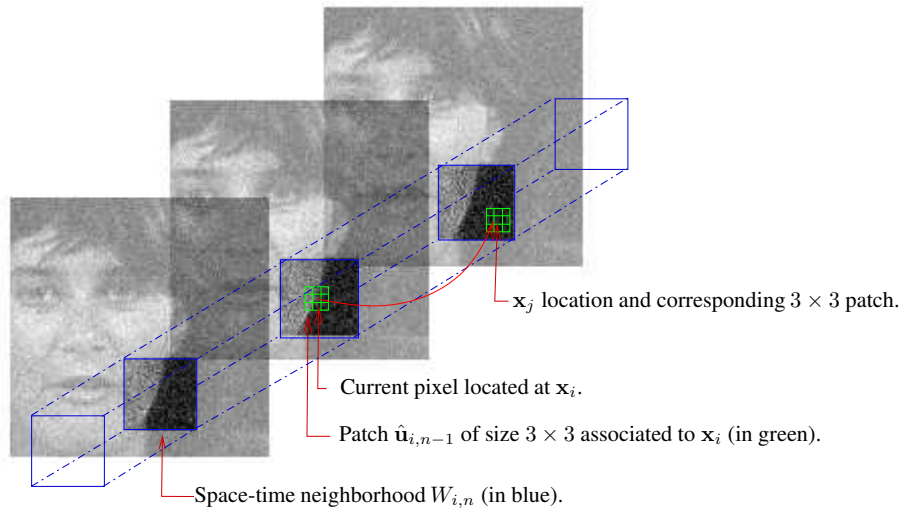 x_j location and corresponding 3 × 3 patch.
Current pixel located at x_i.
Patch û_{i,n−1} of size 3 × 3 associated to x_i (in green).
Space-time neighborhood W_{i,n} (in blue).